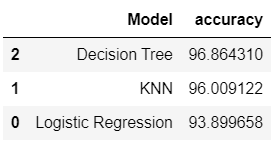 Model accuracy
2 Decision Tree 96.864310
1 KNN 96.009122
0 Logistic Regression 93.899658